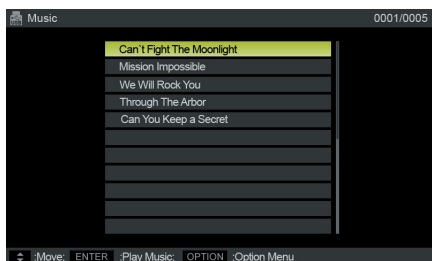 Music 0001/0005
Can`t Fight The Moonlight
Mission Impossible
We Will Rock You
Through The Arbor
Can You Keep a Secret
:Move; ENTER :Play Music; OPTION :Option Menu